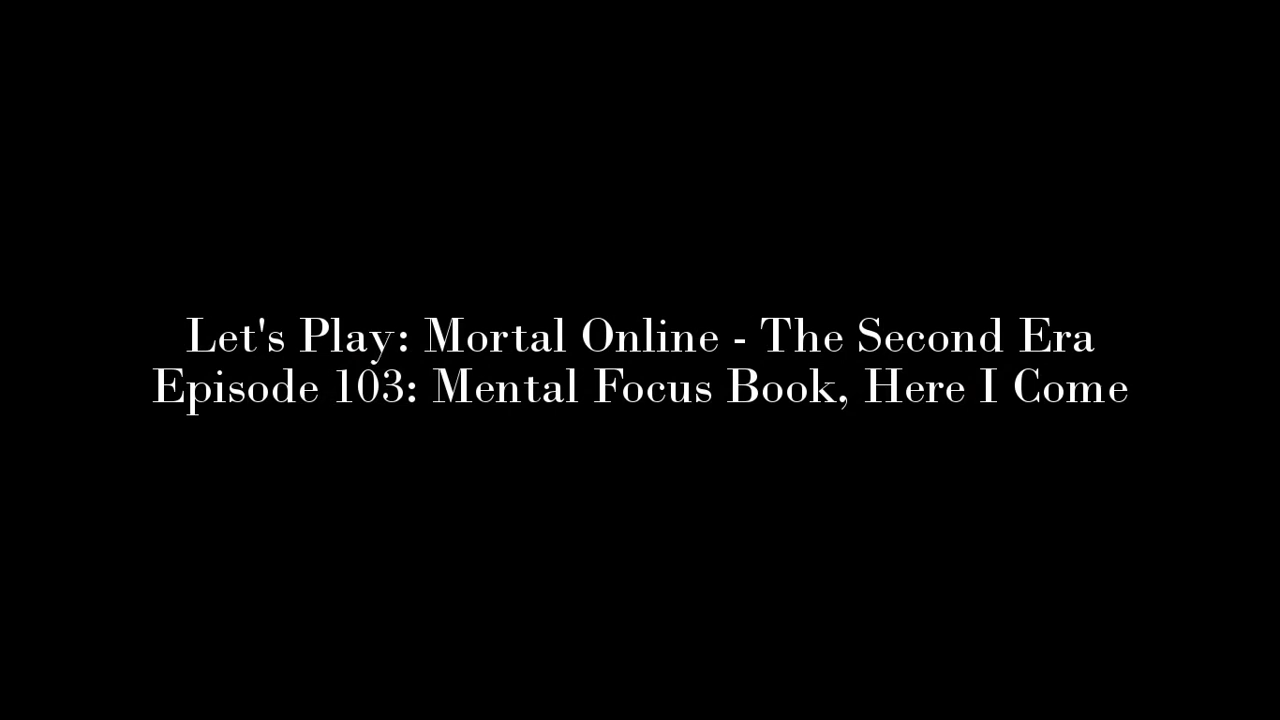 Let's Play: Mortal Online - The Second Era
Episode 103: Mental Focus Book, Here I Come